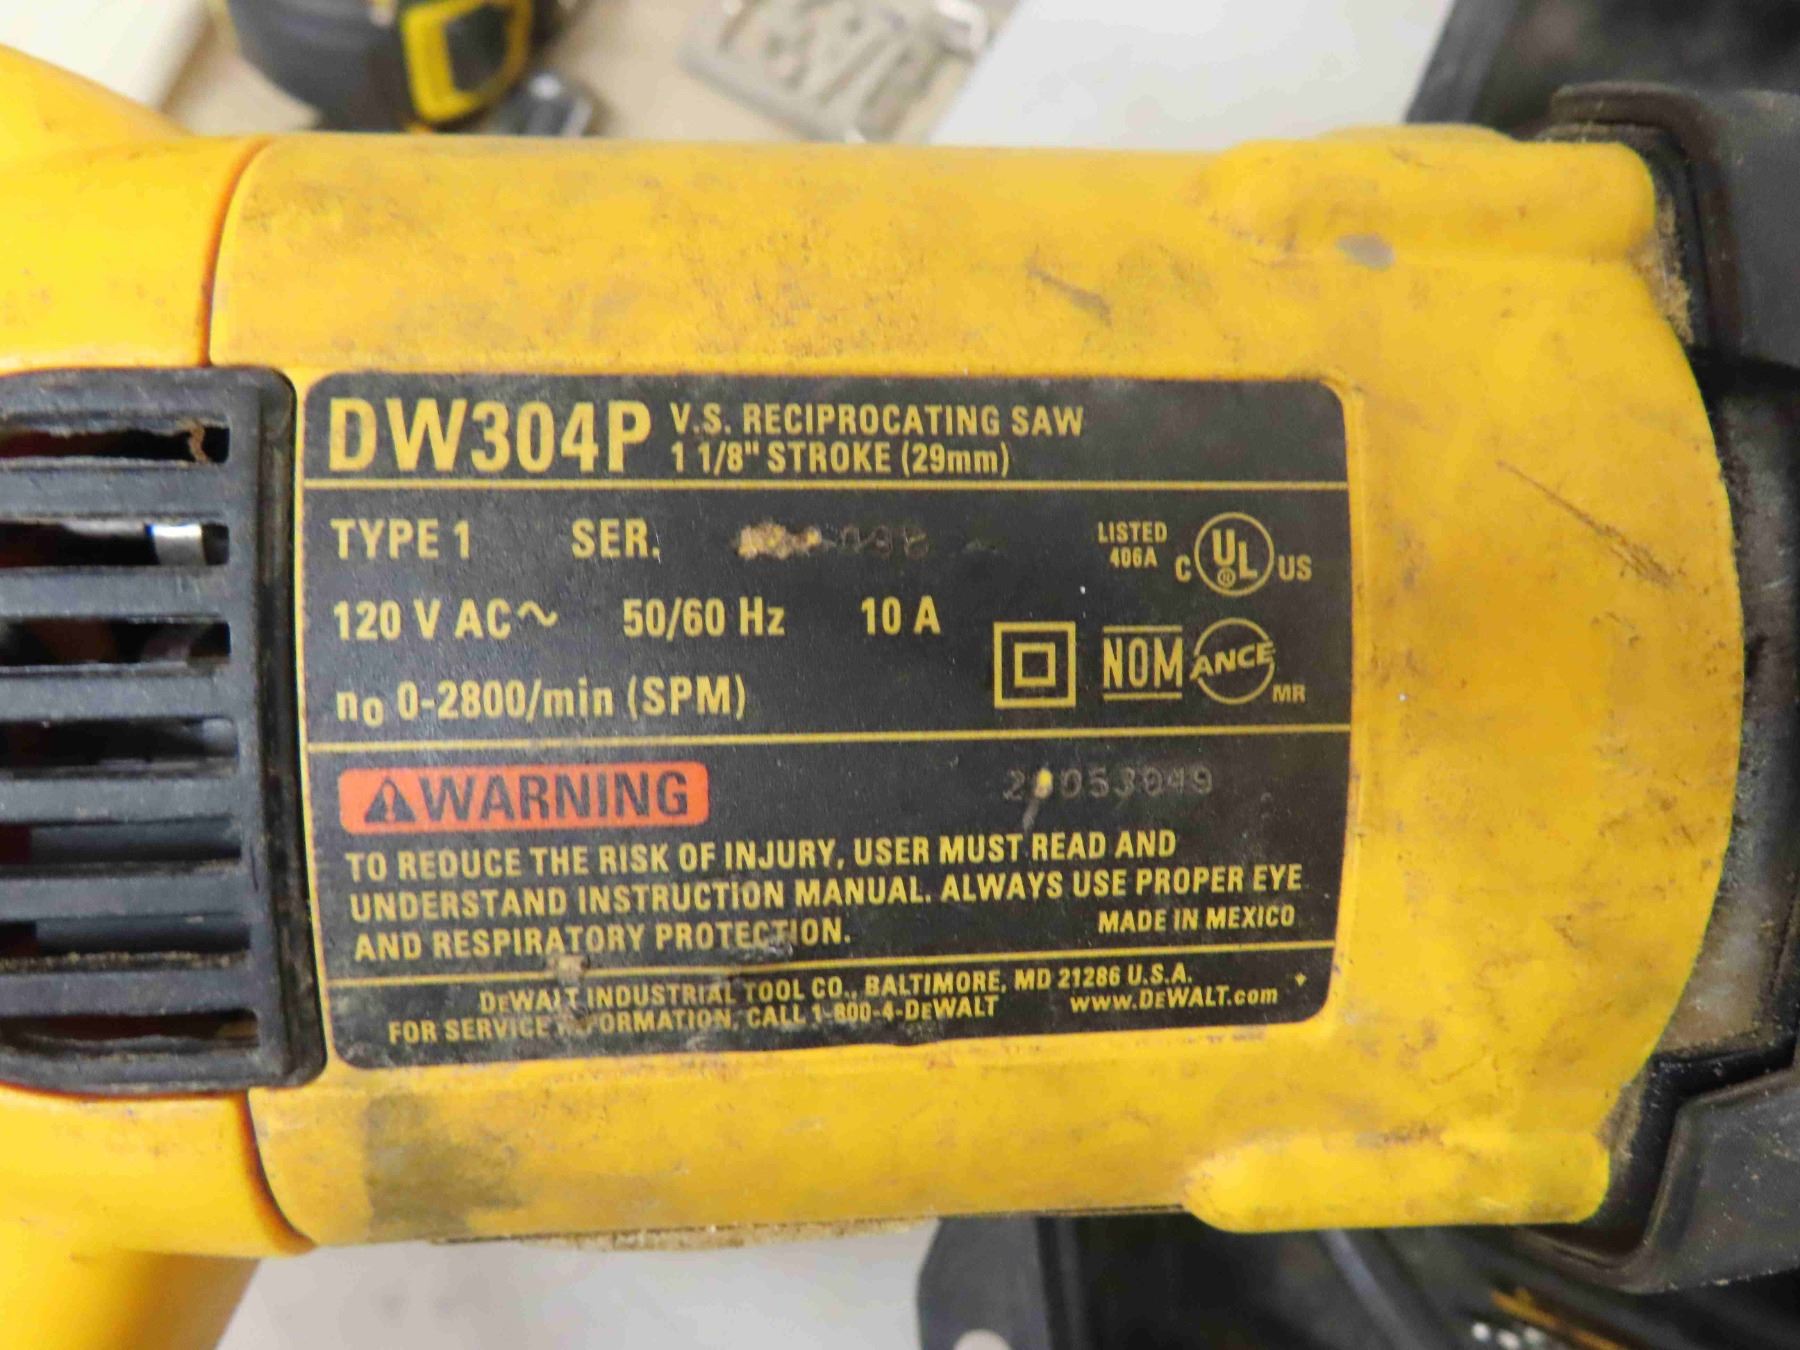 DW304P V.S. RECIPROCATING SAW
1 1/8" STROKE (29mm)
TYPE 1 SER. LISTED
406A C UL® US
120 V AC~ 50/60 Hz 10 A
NOM ANCE MR
no 0-2800/min (SPM)
WARNING
TO REDUCE THE RISK OF INJURY, USER MUST READ AND
UNDERSTAND INSTRUCTION MANUAL. ALWAYS USE PROPER EYE
AND RESPIRATORY PROTECTION. MADE IN MEXICO
DEWALT INDUSTRIAL TOOL CO., BALTIMORE, MD 21286 U.S.A.
FOR SERVICE INFORMATION, CALL 1-800-4-DEWALT www.DEWALT.com